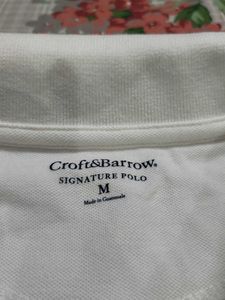 Croft&Barrow®
SIGNATURE POLO
M
Made in Guatemala